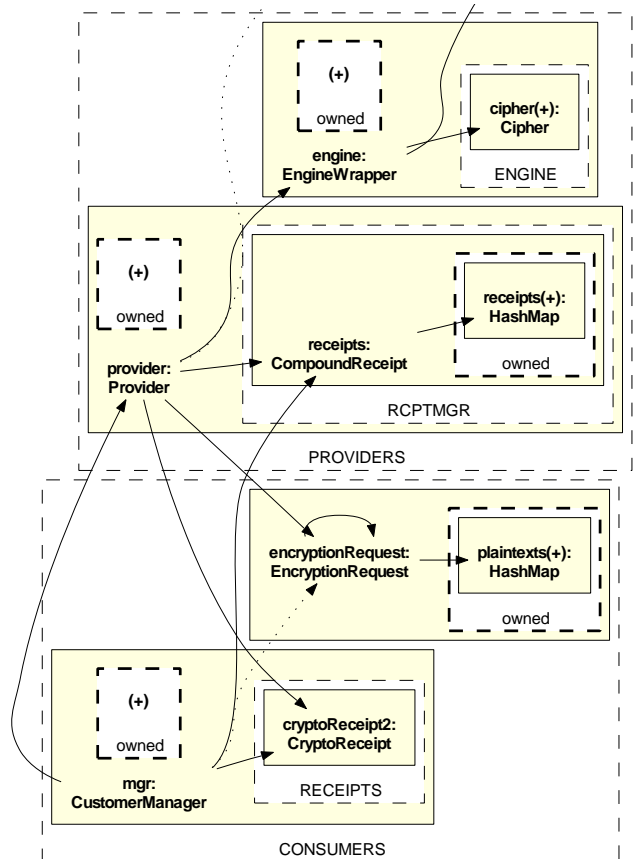 (+)
owned
engine:
EngineWrapper
cipher(+):
Cipher
ENGINE
(+)
owned
provider:
Provider
receipts:
CompoundReceipt
receipts(+):
HashMap
owned
RCPTMGR
PROVIDERS
encryptionRequest:
EncryptionRequest
plaintexts(+):
HashMap
owned
(+)
owned
mgr:
CustomerManager
cryptoReceipt2:
CryptoReceipt
RECEIPTS
CONSUMERS